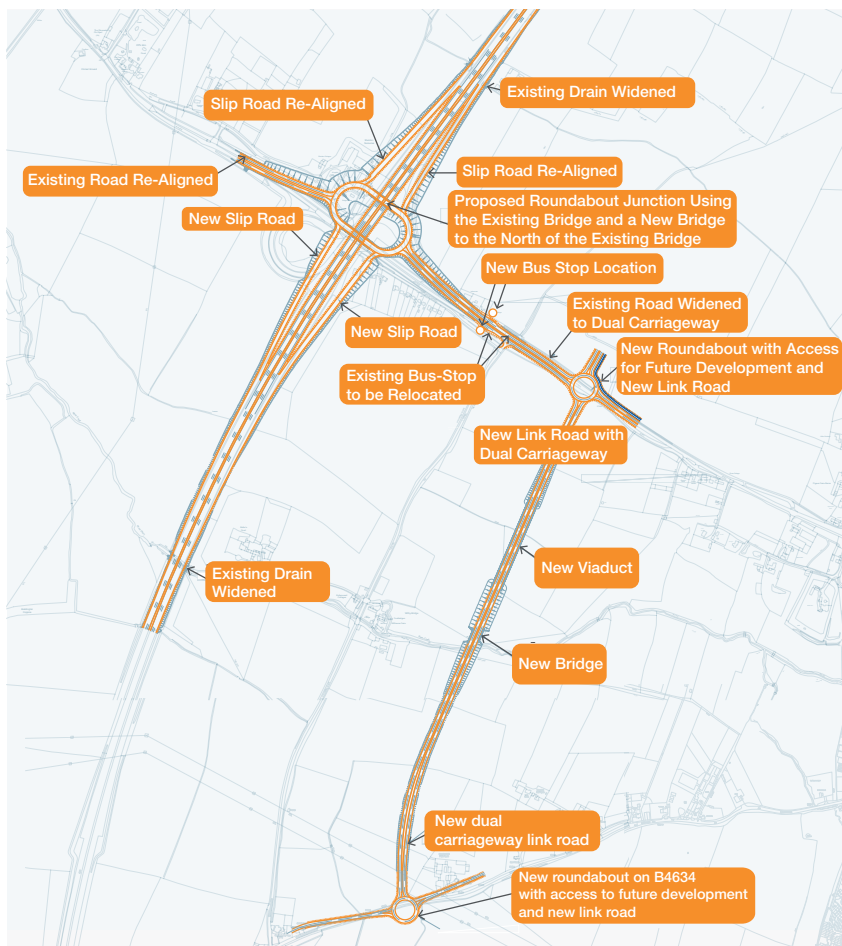 Existing Drain Widened
Slip Road Re-Aligned
Slip Road Re-Aligned
Existing Road Re-Aligned
Proposed Roundabout Junction Using
the Existing Bridge and a New Bridge
to the North of the Existing Bridge
New Slip Road
New Bus Stop Location
Existing Road Widened
to Dual Carriageway
New Slip Road
New Roundabout with Access
for Future Development and
New Link Road
Existing Bus-Stop
to be Relocated
New Link Road with
Dual Carriageway
New Viaduct
Existing Drain
Widened
New Bridge
New dual
carriageway link road
New roundabout on B4634
with access to future development
and new link road